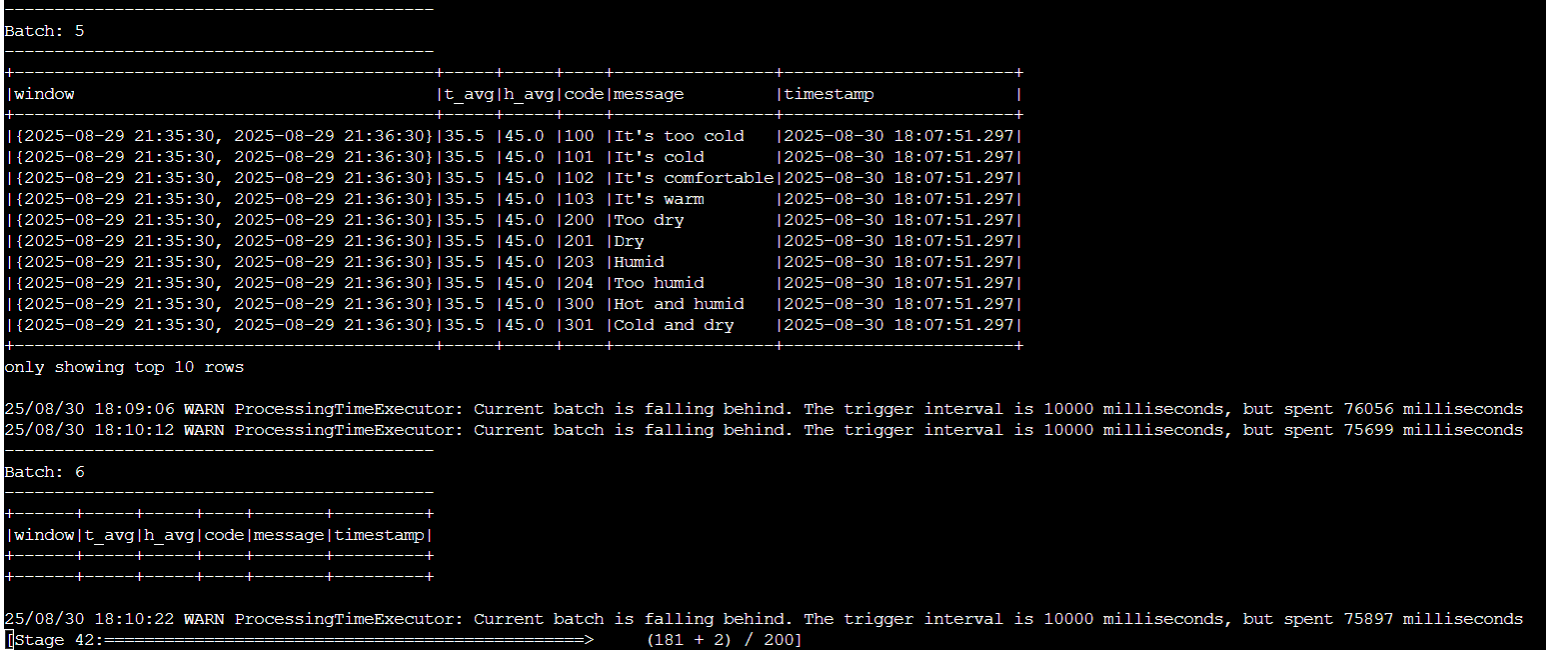 -------------------------------------------
Batch: 5
-------------------------------------------
+------------------------------------------+-----+-----+----+----------------+-----------------------+
|window                                    |t_avg|h_avg|code|message         |timestamp              |
+------------------------------------------+-----+-----+----+----------------+-----------------------+
|{2025-08-29 21:35:30, 2025-08-29 21:36:30}|35.5 |45.0 |100 |It's too cold   |2025-08-30 18:07:51.297|
|{2025-08-29 21:35:30, 2025-08-29 21:36:30}|35.5 |45.0 |101 |It's cold       |2025-08-30 18:07:51.297|
|{2025-08-29 21:35:30, 2025-08-29 21:36:30}|35.5 |45.0 |102 |It's comfortable|2025-08-30 18:07:51.297|
|{2025-08-29 21:35:30, 2025-08-29 21:36:30}|35.5 |45.0 |103 |It's warm       |2025-08-30 18:07:51.297|
|{2025-08-29 21:35:30, 2025-08-29 21:36:30}|35.5 |45.0 |200 |Too dry         |2025-08-30 18:07:51.297|
|{2025-08-29 21:35:30, 2025-08-29 21:36:30}|35.5 |45.0 |201 |Dry             |2025-08-30 18:07:51.297|
|{2025-08-29 21:35:30, 2025-08-29 21:36:30}|35.5 |45.0 |203 |Humid           |2025-08-30 18:07:51.297|
|{2025-08-29 21:35:30, 2025-08-29 21:36:30}|35.5 |45.0 |204 |Too humid       |2025-08-30 18:07:51.297|
|{2025-08-29 21:35:30, 2025-08-29 21:36:30}|35.5 |45.0 |300 |Hot and humid   |2025-08-30 18:07:51.297|
|{2025-08-29 21:35:30, 2025-08-29 21:36:30}|35.5 |45.0 |301 |Cold and dry    |2025-08-30 18:07:51.297|
+------------------------------------------+-----+-----+----+----------------+-----------------------+
only showing top 10 rows

25/08/30 18:09:06 WARN ProcessingTimeExecutor: Current batch is falling behind. The trigger interval is 10000 milliseconds, but spent 76056 milliseconds
25/08/30 18:10:12 WARN ProcessingTimeExecutor: Current batch is falling behind. The trigger interval is 10000 milliseconds, but spent 75699 milliseconds
-------------------------------------------
Batch: 6
-------------------------------------------
+------+-----+-----+----+-------+---------+
|window|t_avg|h_avg|code|message|timestamp|
+------+-----+-----+----+-------+---------+
+------+-----+-----+----+-------+---------+

25/08/30 18:10:22 WARN ProcessingTimeExecutor: Current batch is falling behind. The trigger interval is 10000 milliseconds, but spent 75897 milliseconds
[Stage 42:================================================>     (181 + 2) / 200]